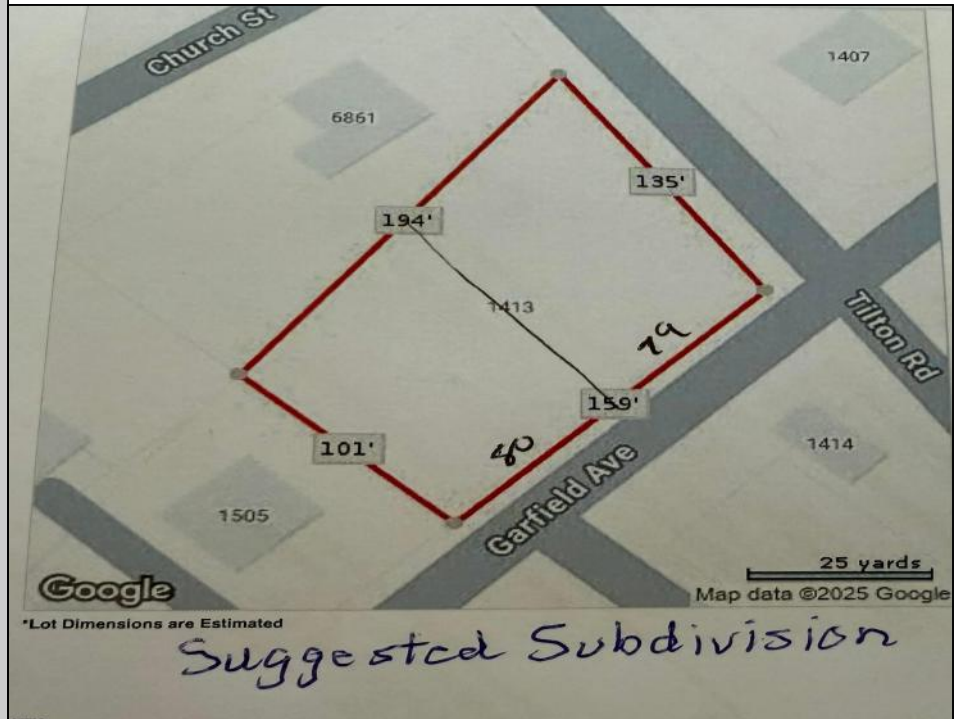 Church St
1407
6861
135'
194'
1413
Tilton Rd
79
159'
80
101'
1414
Garfield Ave
1505
25 yards
Google
Map data ©2025 Google
*Lot Dimensions are Estimated
Suggested Subdivision